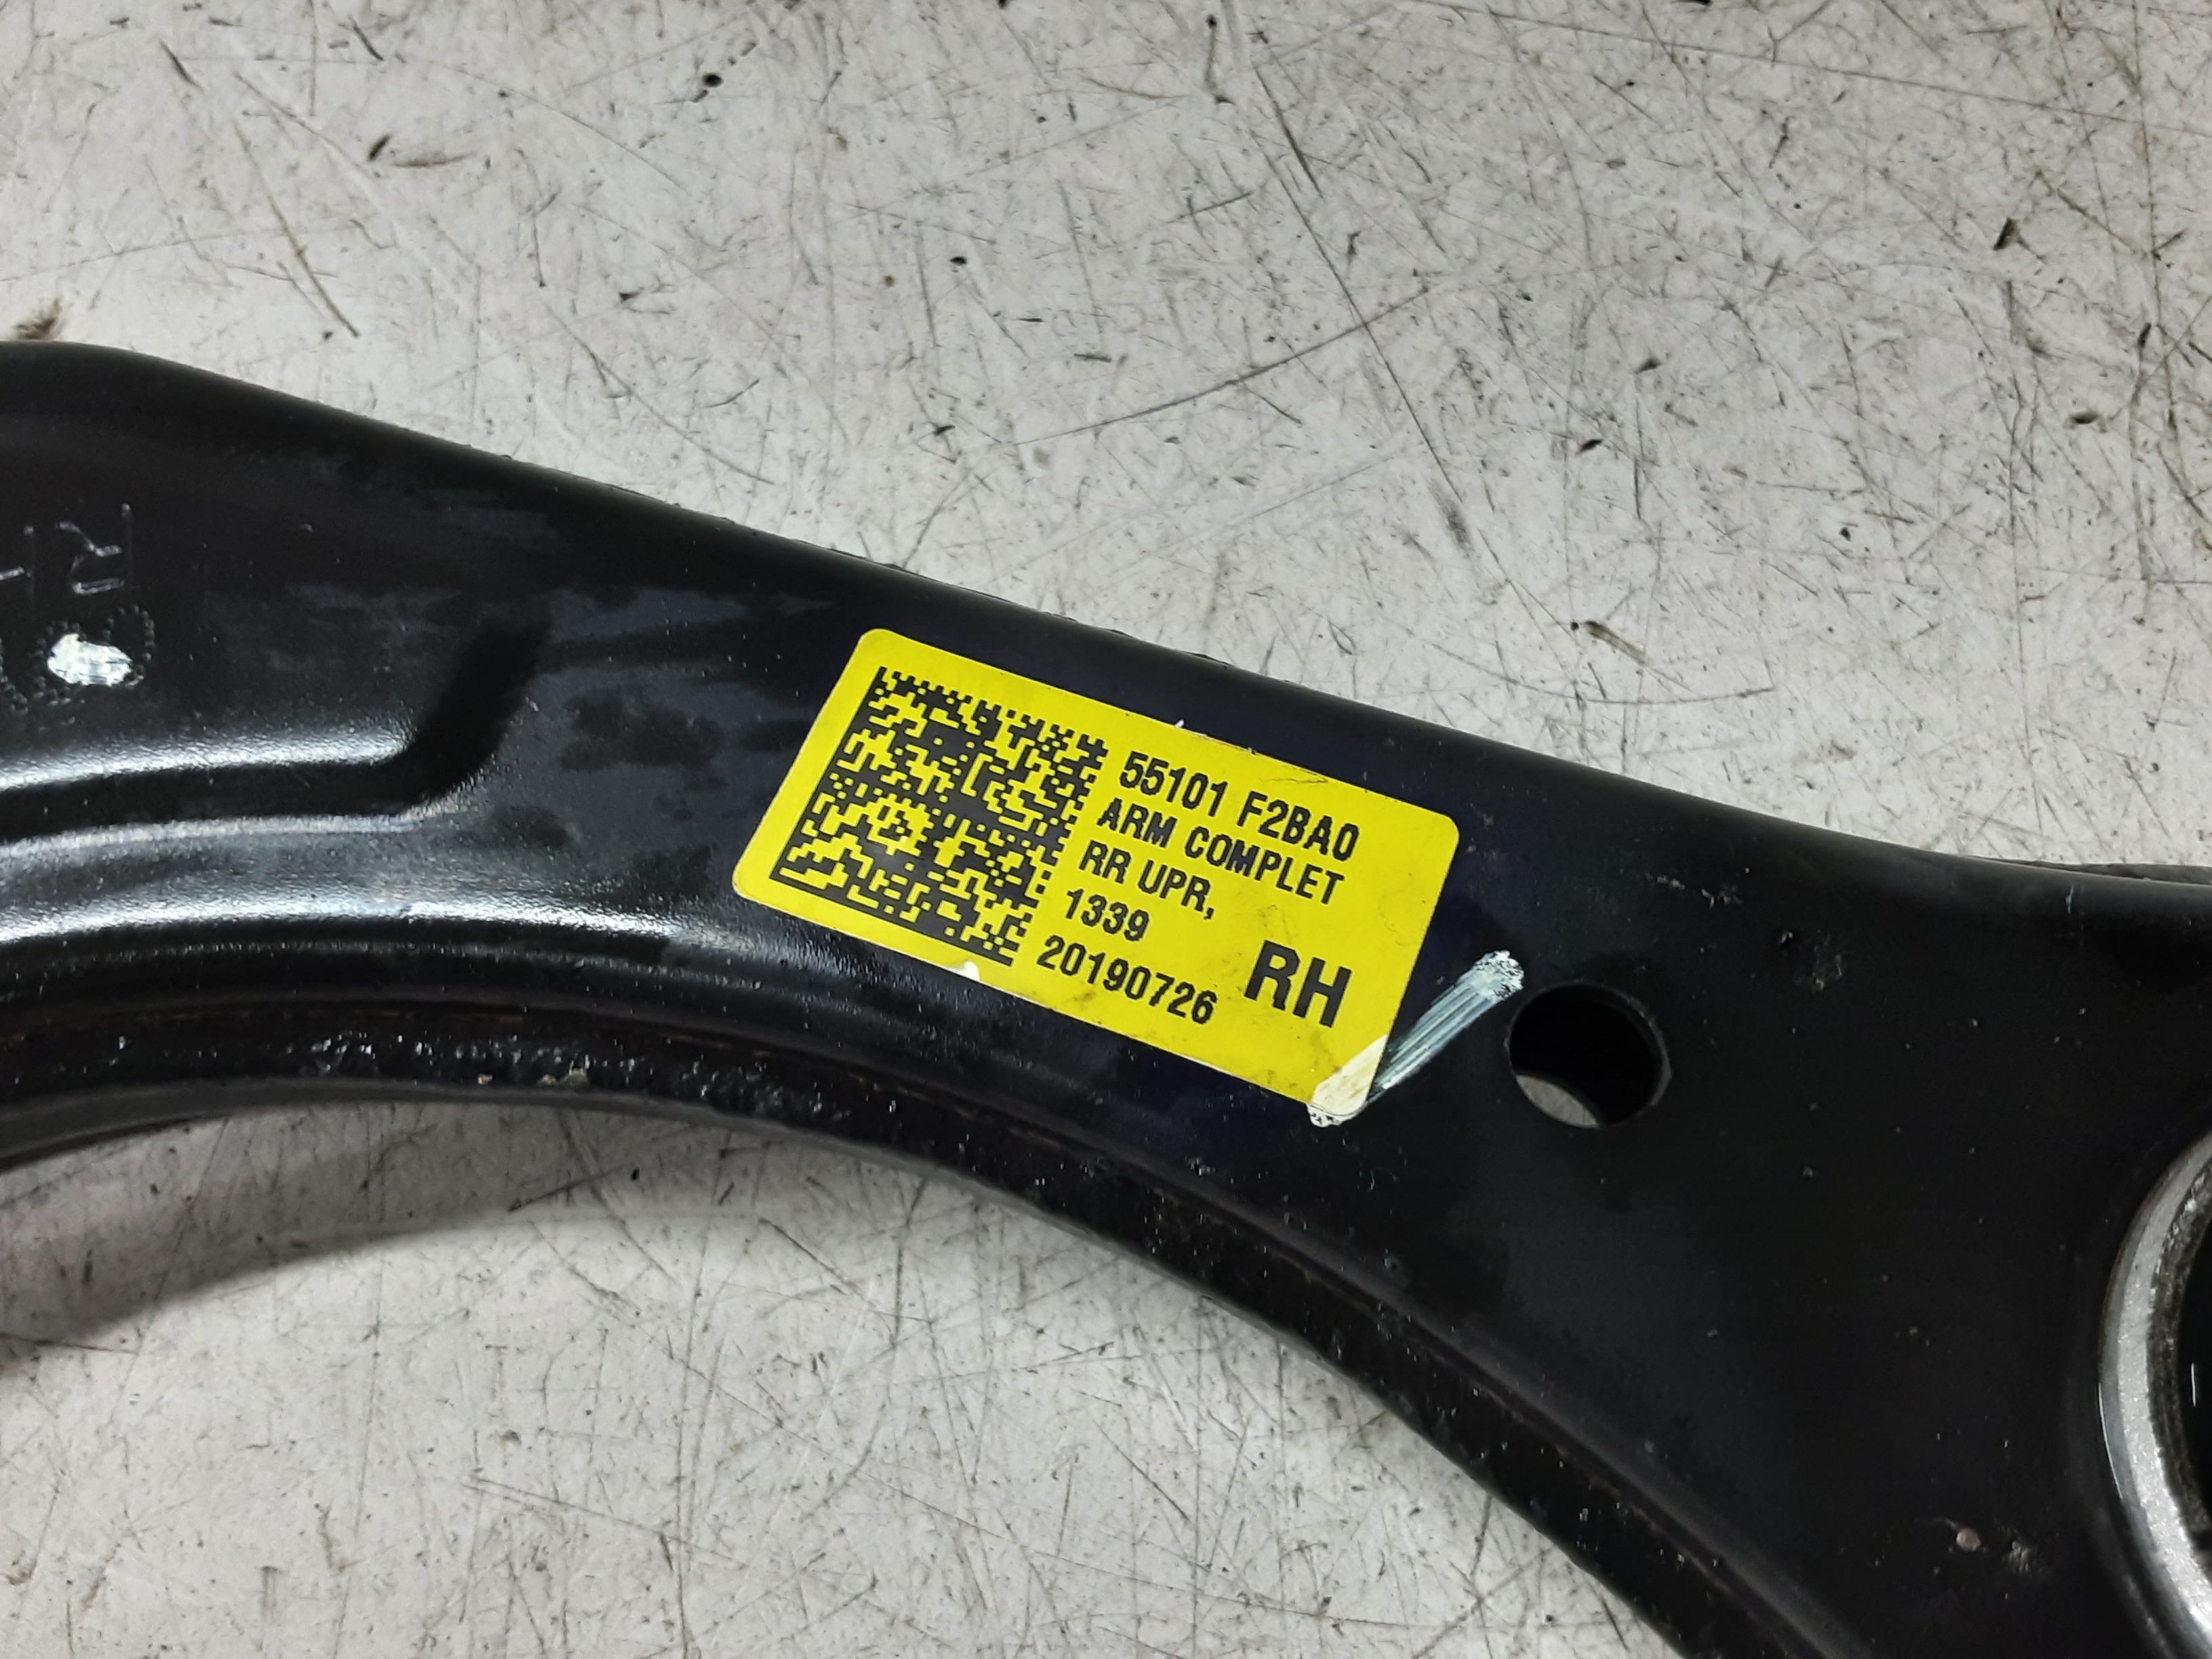 55101 F2BA0
ARM COMPLET
RR UPR,
1339
20190726
RH
R